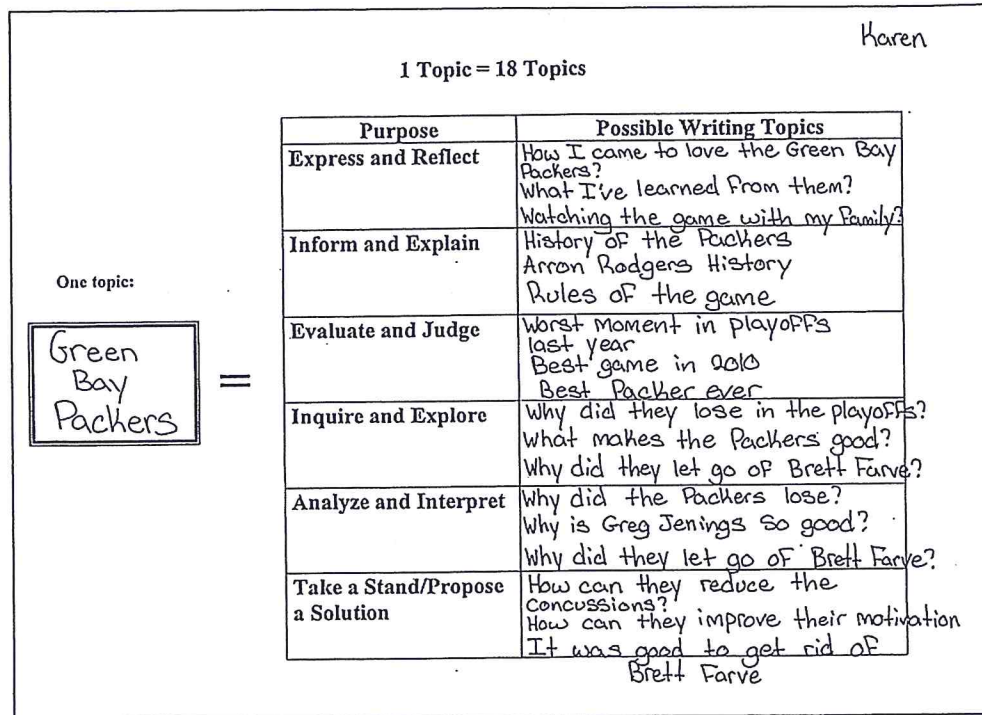 Karen
1 Topic = 18 Topics
Purpose
Possible Writing Topics
Express and Reflect
How I came to love the Green Bay
Packers?
What I've learned from them?
Watching the game with my family?
Inform and Explain
History of the Packers
Arron Rodgers History
Rules of the game
One topic:
Green
Bay
Packers
=
Evaluate and Judge
Worst moment in playoffs
last year
Best game in 2010
Best Packer ever
Inquire and Explore
Why did they lose in the playoffs?
What makes the Packers good?
Why did they let go of Brett Farve?
Analyze and Interpret
Why did the Packers lose?
Why is Greg Jenings so good?
Why did they let go of Brett Farve?
Take a Stand/Propose
a Solution
How can they reduce the
concussions?
How can they improve their motivation
It was good to get rid of
Brett Farve